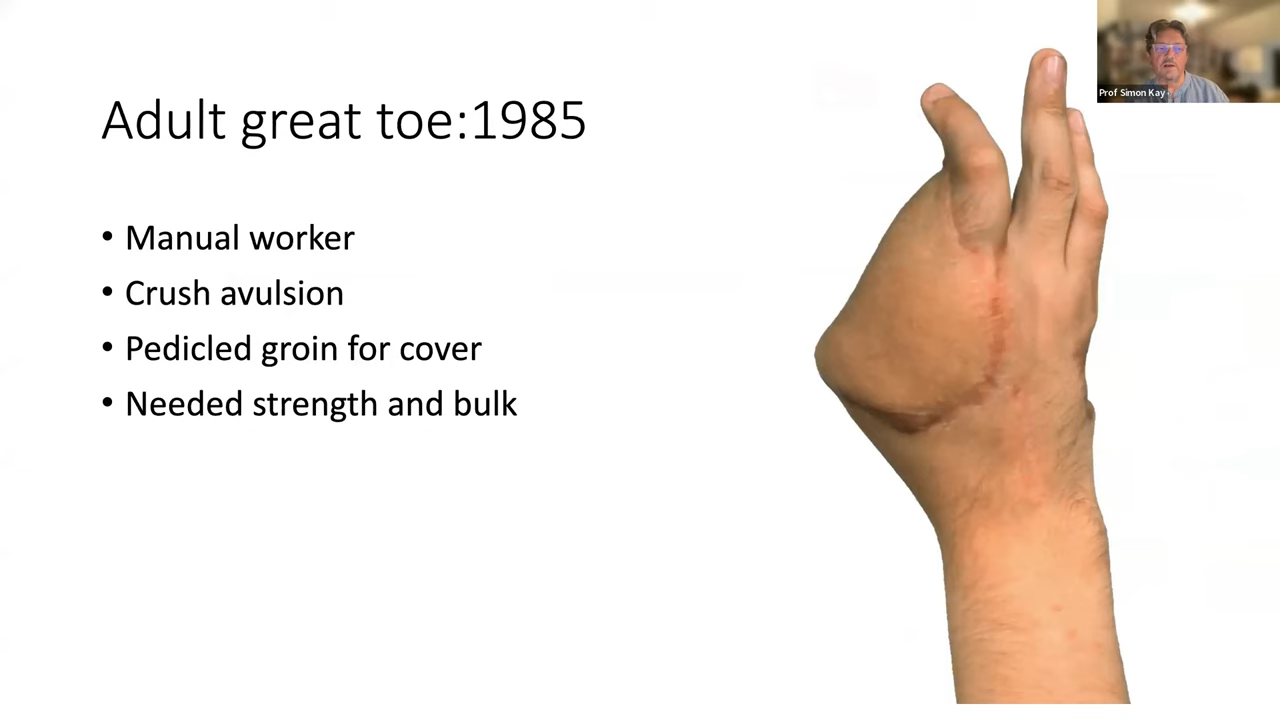 Adult great toe:1985
• Manual worker
• Crush avulsion
• Pedicled groin for cover
• Needed strength and bulk
Prof Simon Kay